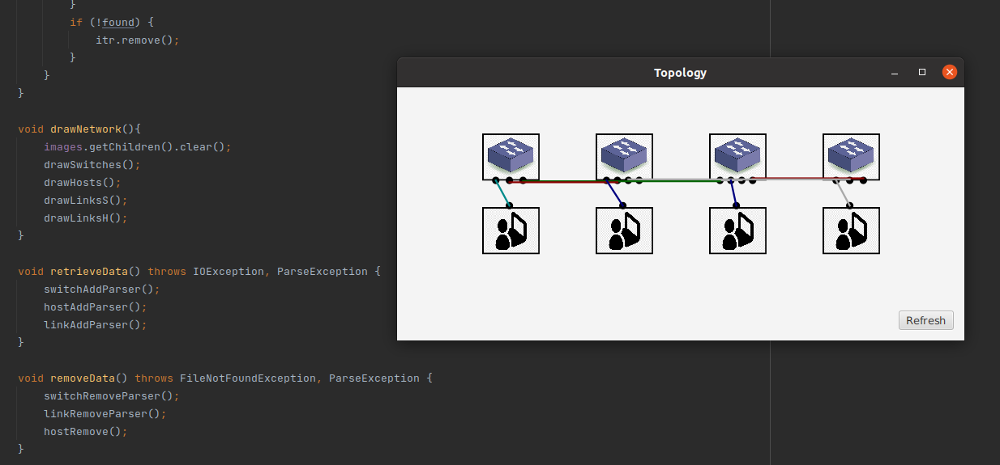 }
if (!found) {
itr.remove();
}
}
}
void drawNetwork(){
images.getChildren().clear();
drawSwitches();
drawHosts();
drawLinksS();
drawLinksH();
}
void retrieveData() throws IOException, ParseException {
switchAddParser();
hostAddParser();
linkAddParser();
}
void removeData() throws FileNotFoundException, ParseException {
switchRemoveParser();
linkRemoveParser();
hostRemove();
}
Topology
Refresh